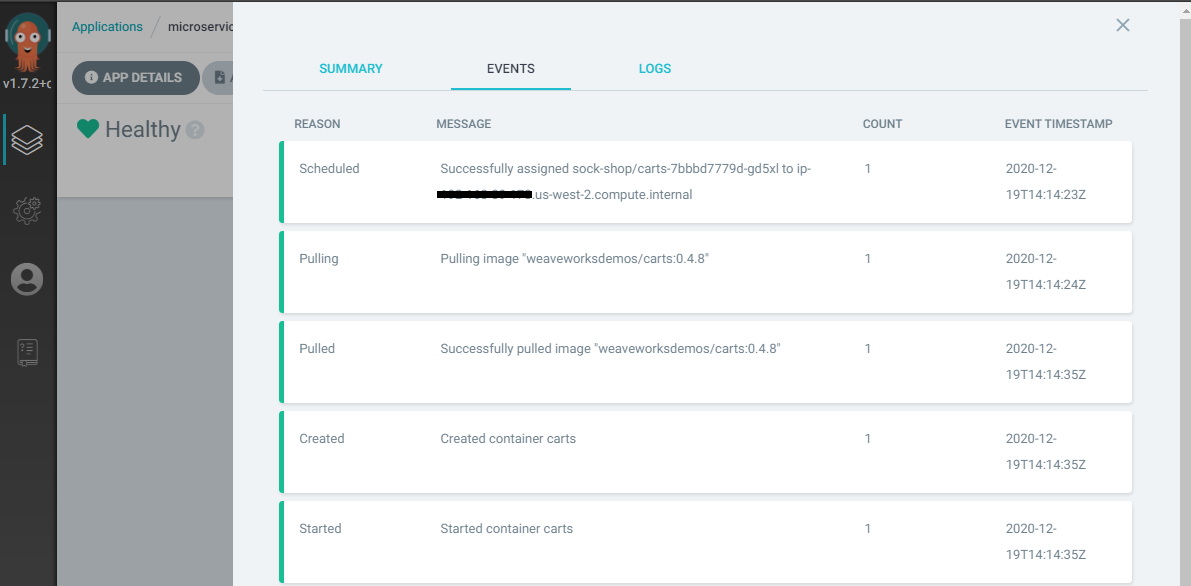 Applications / microservic
v1.7.2+c
APP DETAILS
Healthy
SUMMARY EVENTS LOGS
REASON MESSAGE COUNT EVENT TIMESTAMP
Scheduled Successfully assigned sock-shop/carts-7bbbd7779d-gd5xl to ip- 1 2020-12-
.us-west-2.compute.internal 19T14:14:23Z
Pulling Pulling image "weaveworksdemos/carts:0.4.8" 1 2020-12-
19T14:14:24Z
Pulled Successfully pulled image "weaveworksdemos/carts:0.4.8" 1 2020-12-
19T14:14:35Z
Created Created container carts 1 2020-12-
19T14:14:35Z
Started Started container carts 1 2020-12-
19T14:14:35Z